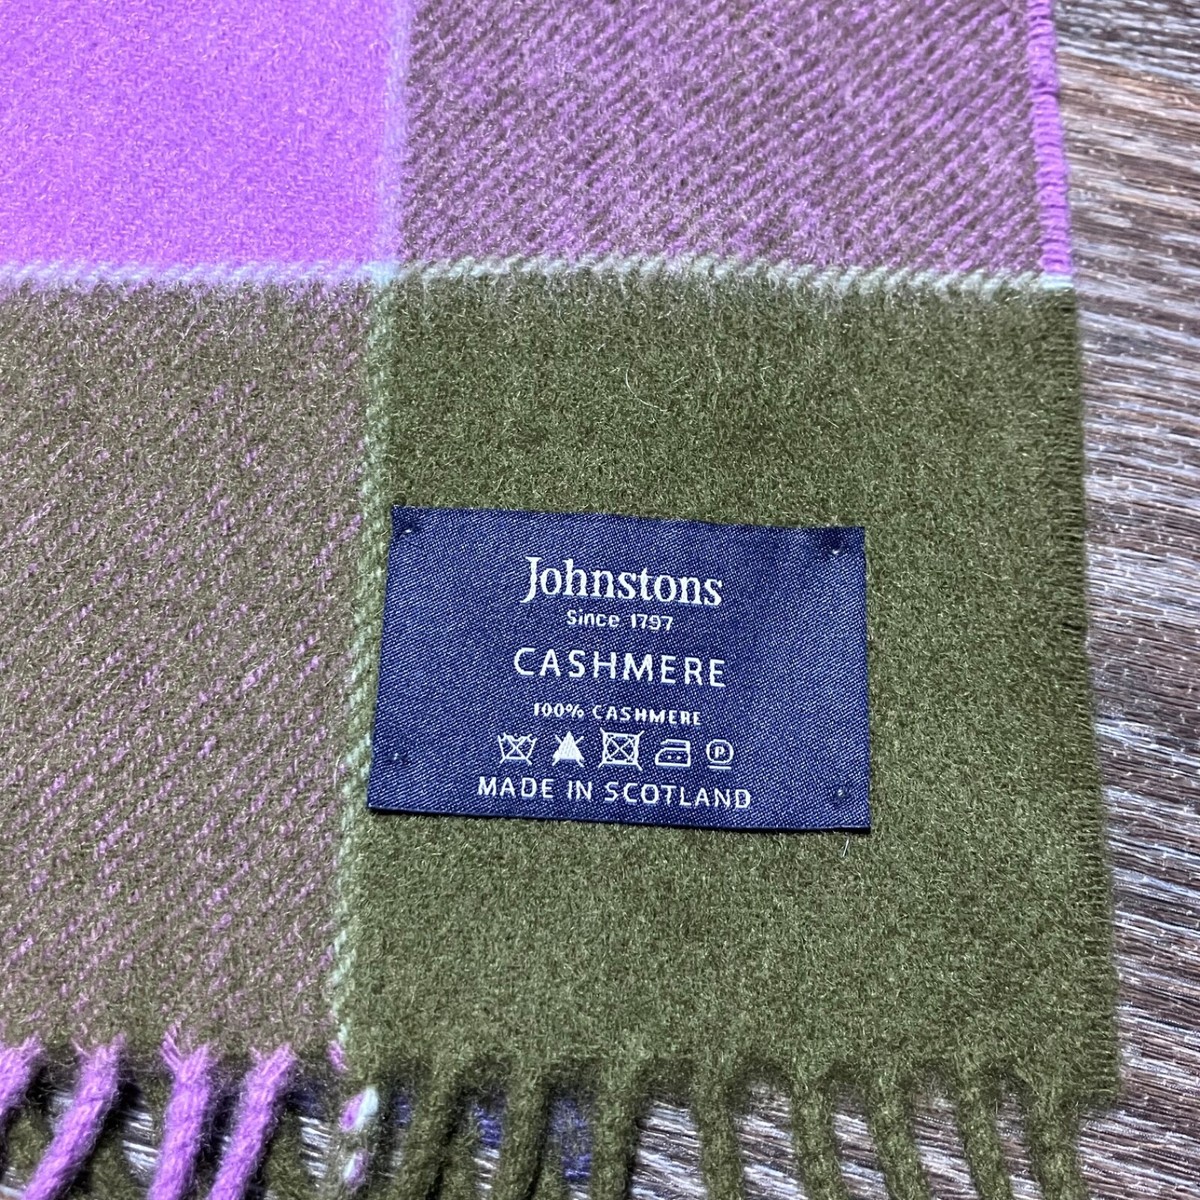 Johnstons
Since 1797
CASHMERE
100% CASHMERE
P
MADE IN SCOTLAND